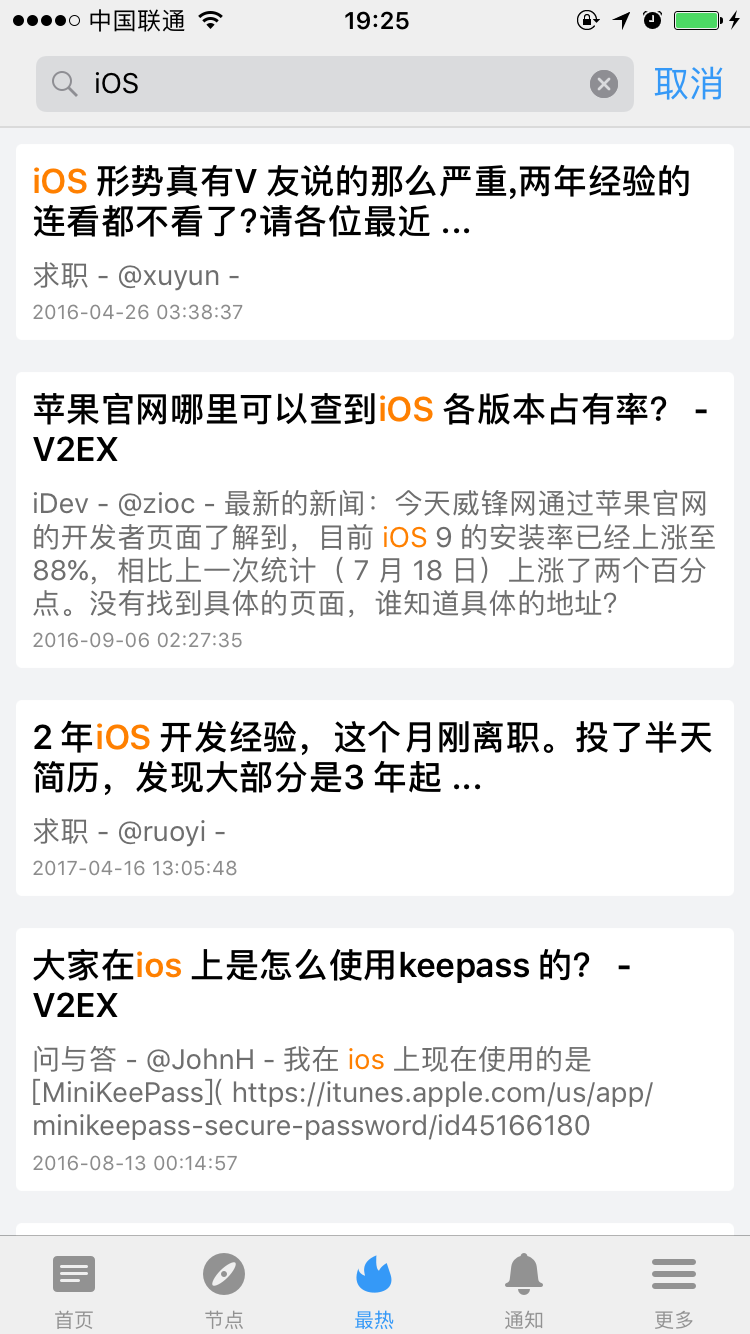 中国联通 19:25
iOS 取消
iOS 形势真有V 友说的那么严重,两年经验的
连看都不看了?请各位最近 ...
求职 - @xuyun -
2016-04-26 03:38:37
苹果官网哪里可以查到iOS 各版本占有率? -
V2EX
iDev - @zioc - 最新的新闻：今天威锋网通过苹果官网
的开发者页面了解到，目前 iOS 9 的安装率已经上涨至
88%，相比上一次统计（ 7 月 18 日）上涨了两个百分
点。没有找到具体的页面，谁知道具体的地址?
2016-09-06 02:27:35
2 年iOS 开发经验，这个月刚离职。投了半天
简历，发现大部分是3 年起 ...
求职 - @ruoyi -
2017-04-16 13:05:48
大家在ios 上是怎么使用keepass 的? -
V2EX
问与答 - @JohnH - 我在 ios 上现在使用的是
[MiniKeePass]( https://itunes.apple.com/us/app/
minikeepass-secure-password/id45166180
2016-08-13 00:14:57
首页 节点 最热 通知 更多